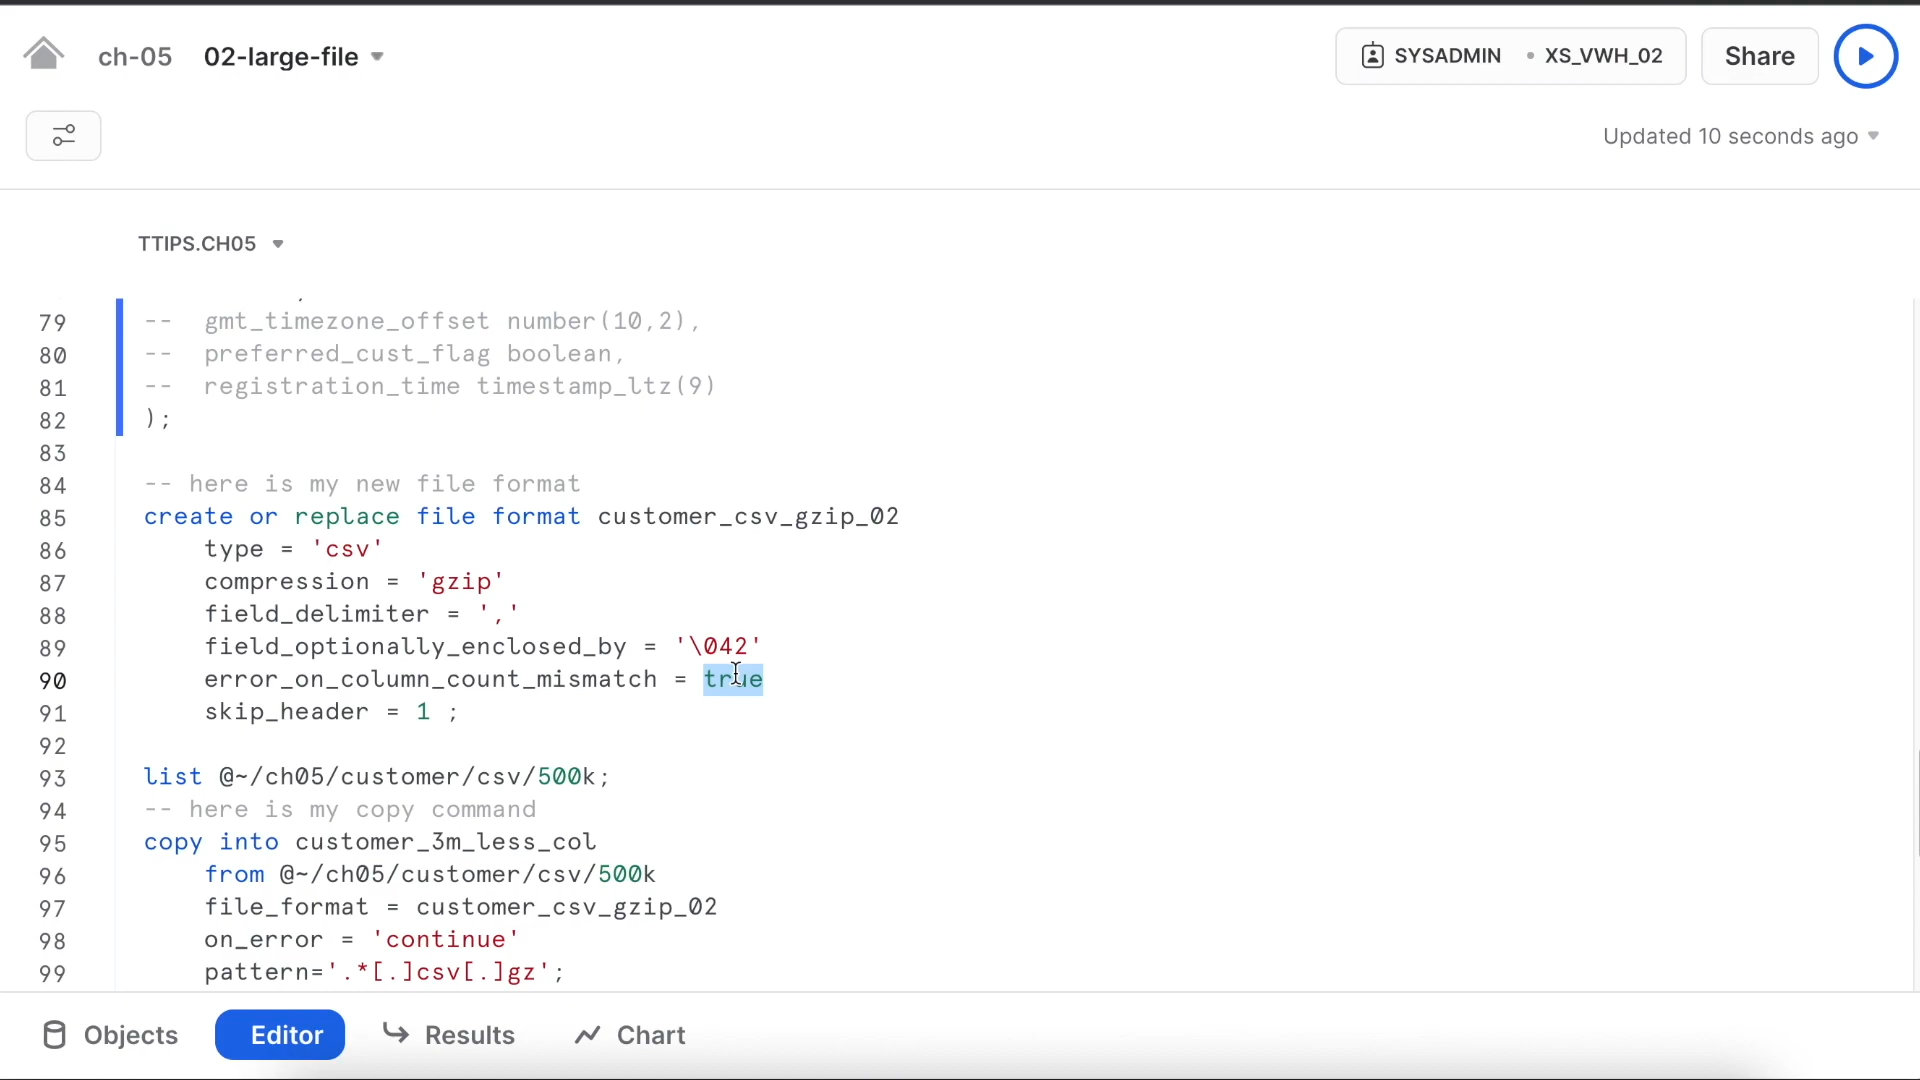 ch-05 02-large-file
SYSADMIN • XS_VWH_02
Share
Updated 10 seconds ago
TTIPS.CH05
79 -- gmt_timezone_offset number(10,2),
80 -- preferred_cust_flag boolean,
81 -- registration_time timestamp_ltz(9)
82 );
83
84 -- here is my new file format
85 create or replace file format customer_csv_gzip_02
86 type = 'csv'
87 compression = 'gzip'
88 field_delimiter = ','
89 field_optionally_enclosed_by = '\042'
90 error_on_column_count_mismatch = true
91 skip_header = 1 ;
92
93 list @~/ch05/customer/csv/500k;
94 -- here is my copy command
95 copy into customer_3m_less_col
96 from @~/ch05/customer/csv/500k
97 file_format = customer_csv_gzip_02
98 on_error = 'continue'
99 pattern='.*[.]csv[.]gz';
Objects Editor Results Chart